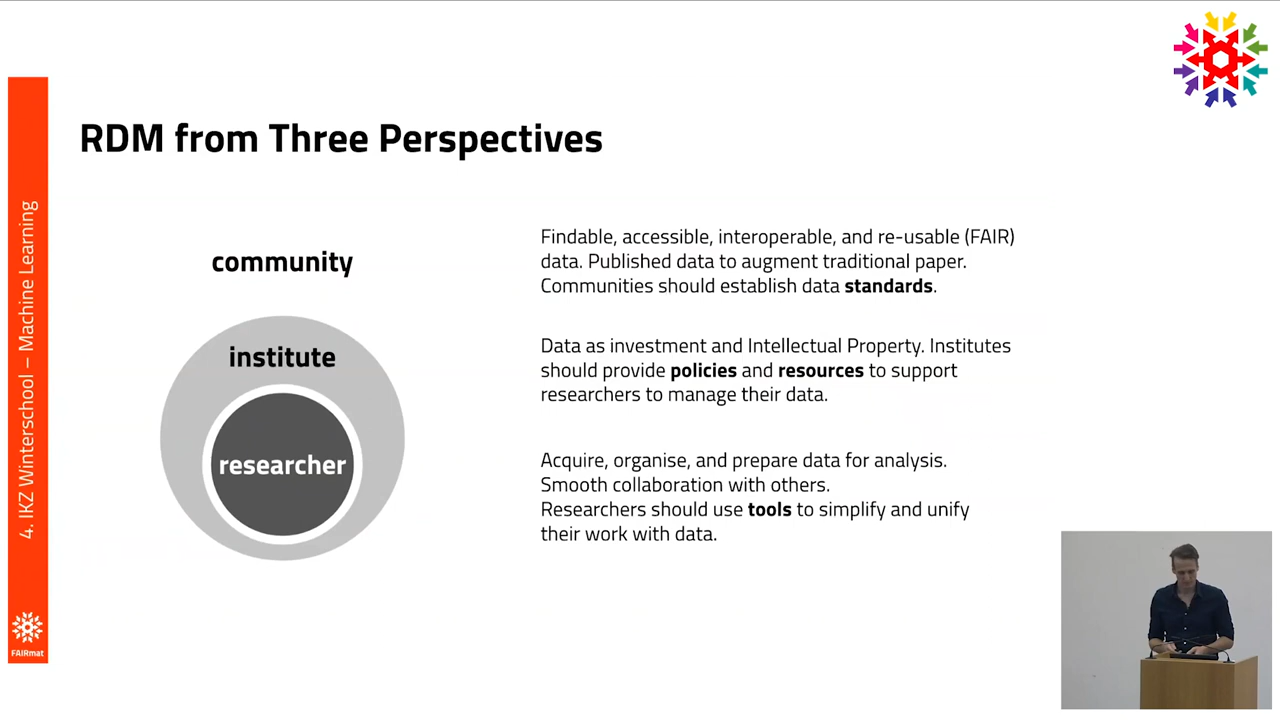 RDM from Three Perspectives
community
Findable, accessible, interoperable, and re-usable (FAIR)
data. Published data to augment traditional paper.
Communities should establish data standards.
institute
Data as investment and Intellectual Property. Institutes
should provide policies and resources to support
researchers to manage their data.
researcher
Acquire, organise, and prepare data for analysis.
Smooth collaboration with others.
Researchers should use tools to simplify and unify
their work with data.
4. IKZ Winterschool – Machine Learning
FAIRmat